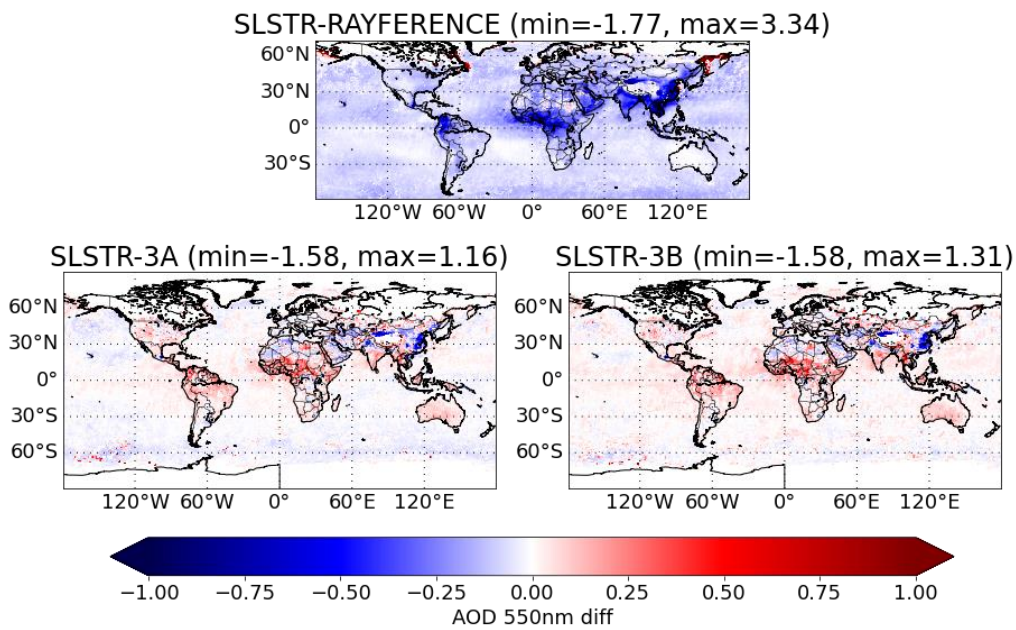 SLSTR-RAYFERENCE (min=-1.77, max=3.34)
60°N
30°N
0°
30°S
120°W 60°W 0° 60°E 120°E
SLSTR-3A (min=-1.58, max=1.16)
60°N
30°N
0°
30°S
60°S
120°W 60°W 0° 60°E 120°E
SLSTR-3B (min=-1.58, max=1.31)
60°N
30°N
0°
30°S
60°S
120°W 60°W 0° 60°E 120°E
−1.00 −0.75 −0.50 −0.25 0.00 0.25 0.50 0.75 1.00
AOD 550nm diff